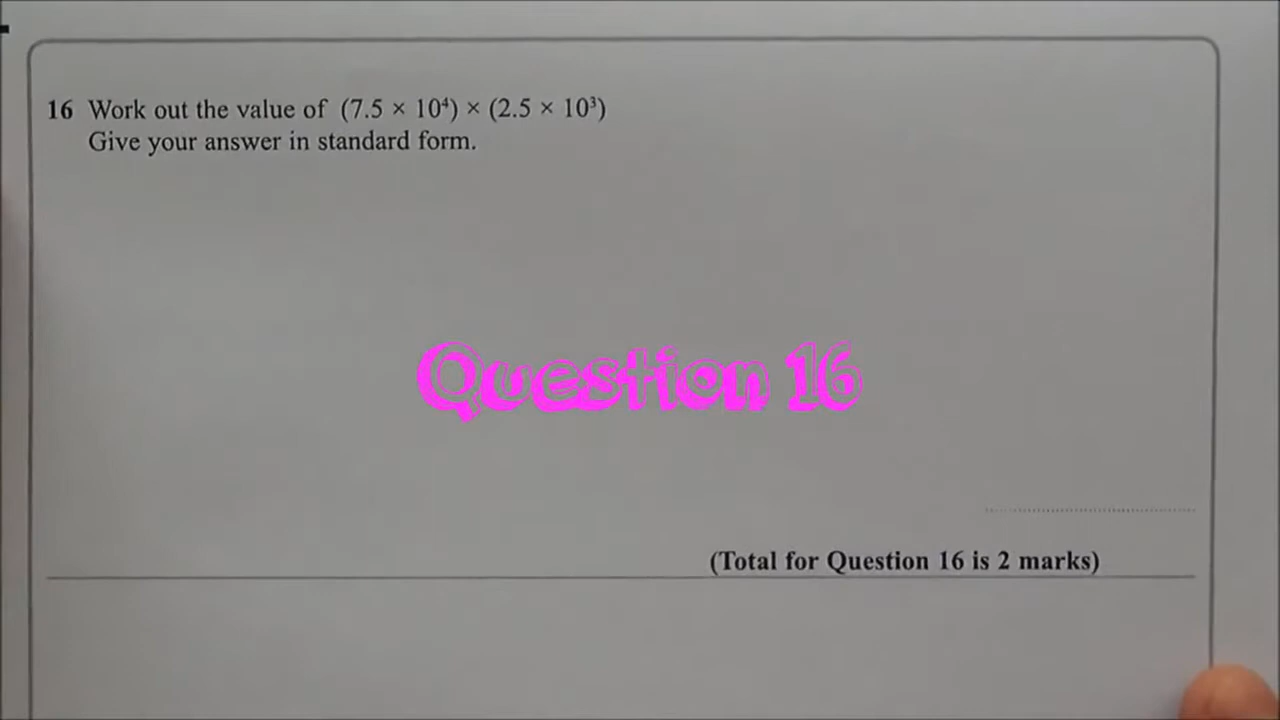 16 Work out the value of (7.5 × 10⁴) × (2.5 × 10³)
Give your answer in standard form.
Question 16
(Total for Question 16 is 2 marks)